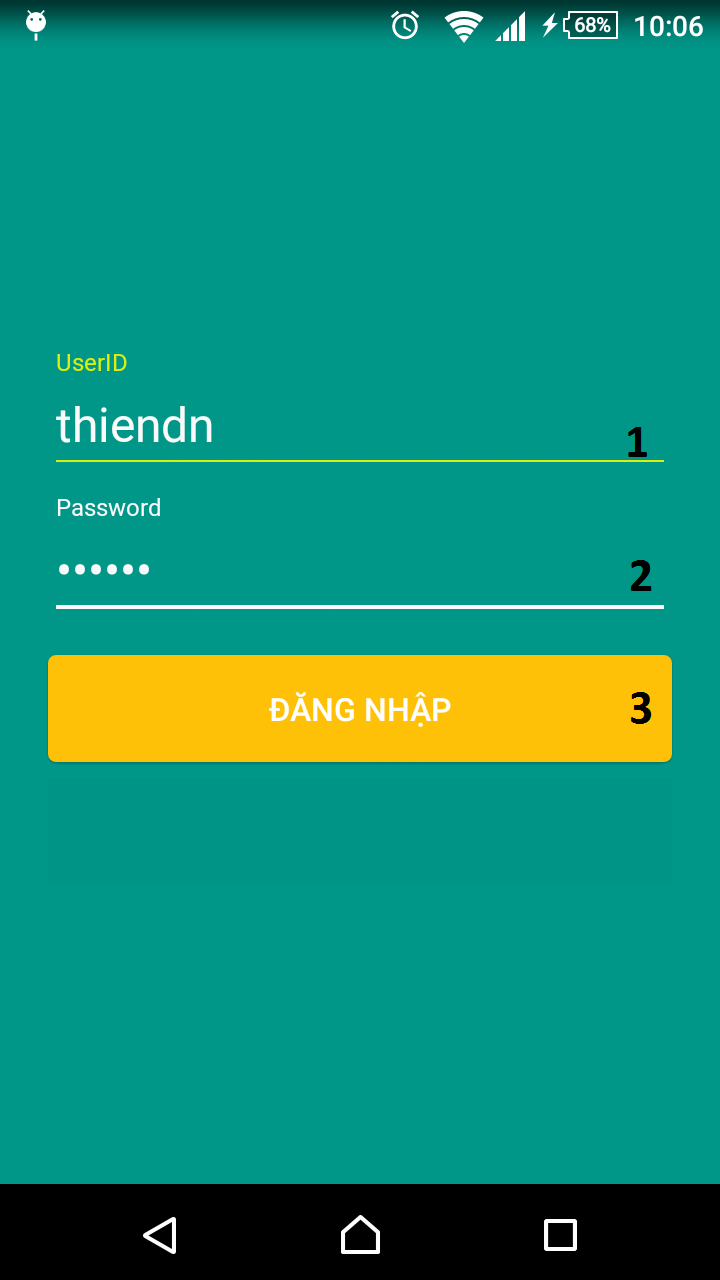 68% 10:06
UserID
thiendn
1
Password
••••••
2
ĐĂNG NHẬP
3